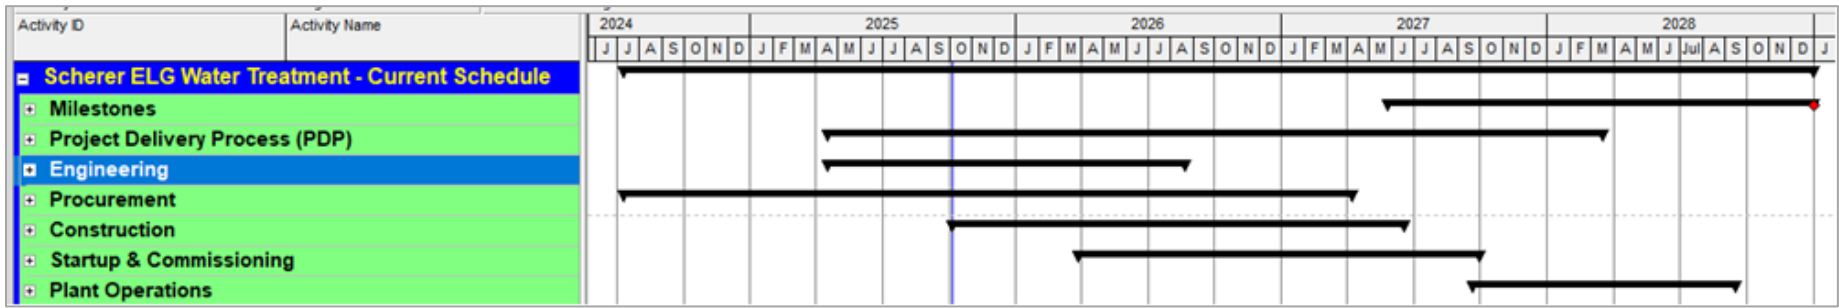 Activity ID Activity Name 2024 2025 2026 2027 2028
J J A S O N D J F M A M J J A S O N D J F M A M J J A S O N D J F M A M J J A S O N D J F M A M J Jul A S O N D J
Scherer ELG Water Treatment - Current Schedule
Milestones
Project Delivery Process (PDP)
Engineering
Procurement
Construction
Startup & Commissioning
Plant Operations